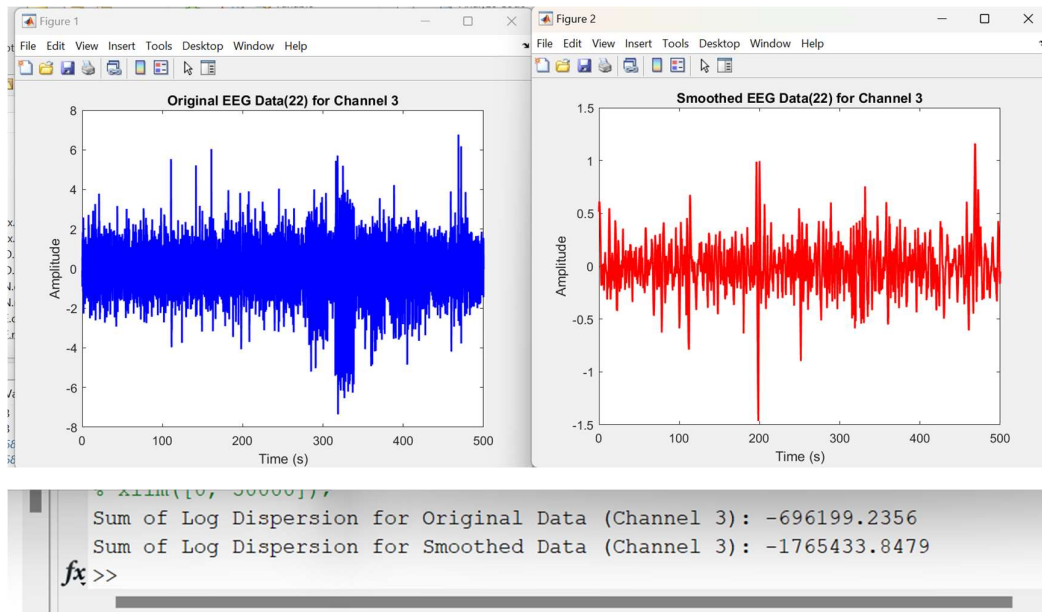 Figure 1
File Edit View Insert Tools Desktop Window Help
Original EEG Data(22) for Channel 3
8
6
4
2
0
-2
-4
-6
-8
Amplitude
0 100 200 300 400 500
Time (s)
Figure 2
File Edit View Insert Tools Desktop Window Help
Smoothed EEG Data(22) for Channel 3
1.5
1
0.5
0
-0.5
-1
-1.5
Amplitude
0 100 200 300 400 500
Time (s)
% xlim([0, 50000]);
Sum of Log Dispersion for Original Data (Channel 3): -696199.2356
Sum of Log Dispersion for Smoothed Data (Channel 3): -1765433.8479
fx >>